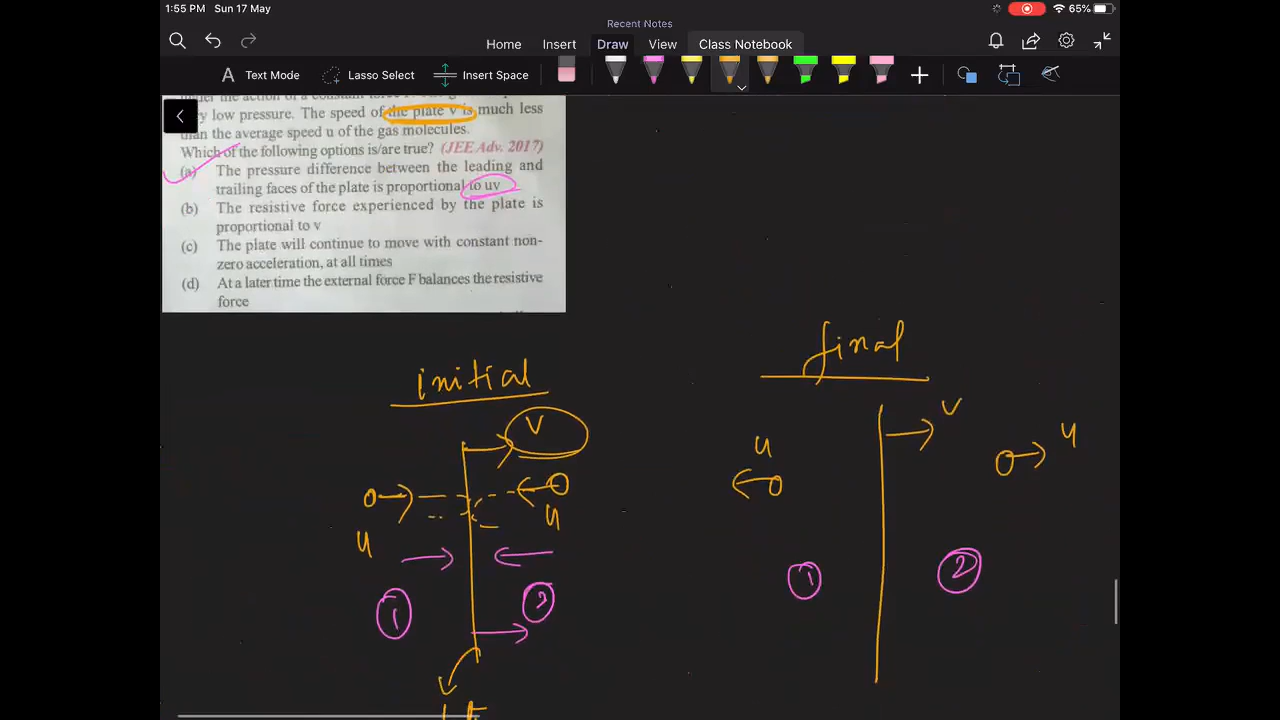 1:55 PM Sun 17 May
65%
Recent Notes
Home Insert Draw View Class Notebook
Text Mode Lasso Select Insert Space
low pressure. The speed of the plate v is much less
than the average speed u of the gas molecules.
Which of the following options is/are true? (JEE Adv. 2017)
(a) The pressure difference between the leading and
trailing faces of the plate is proportional to uv
(b) The resistive force experienced by the plate is
proportional to v
(c) The plate will continue to move with constant non-
zero acceleration, at all times
(d) At a later time the external force F balances the resistive
force
initial
final
v
v
u
u
u
u
1
2
1
2